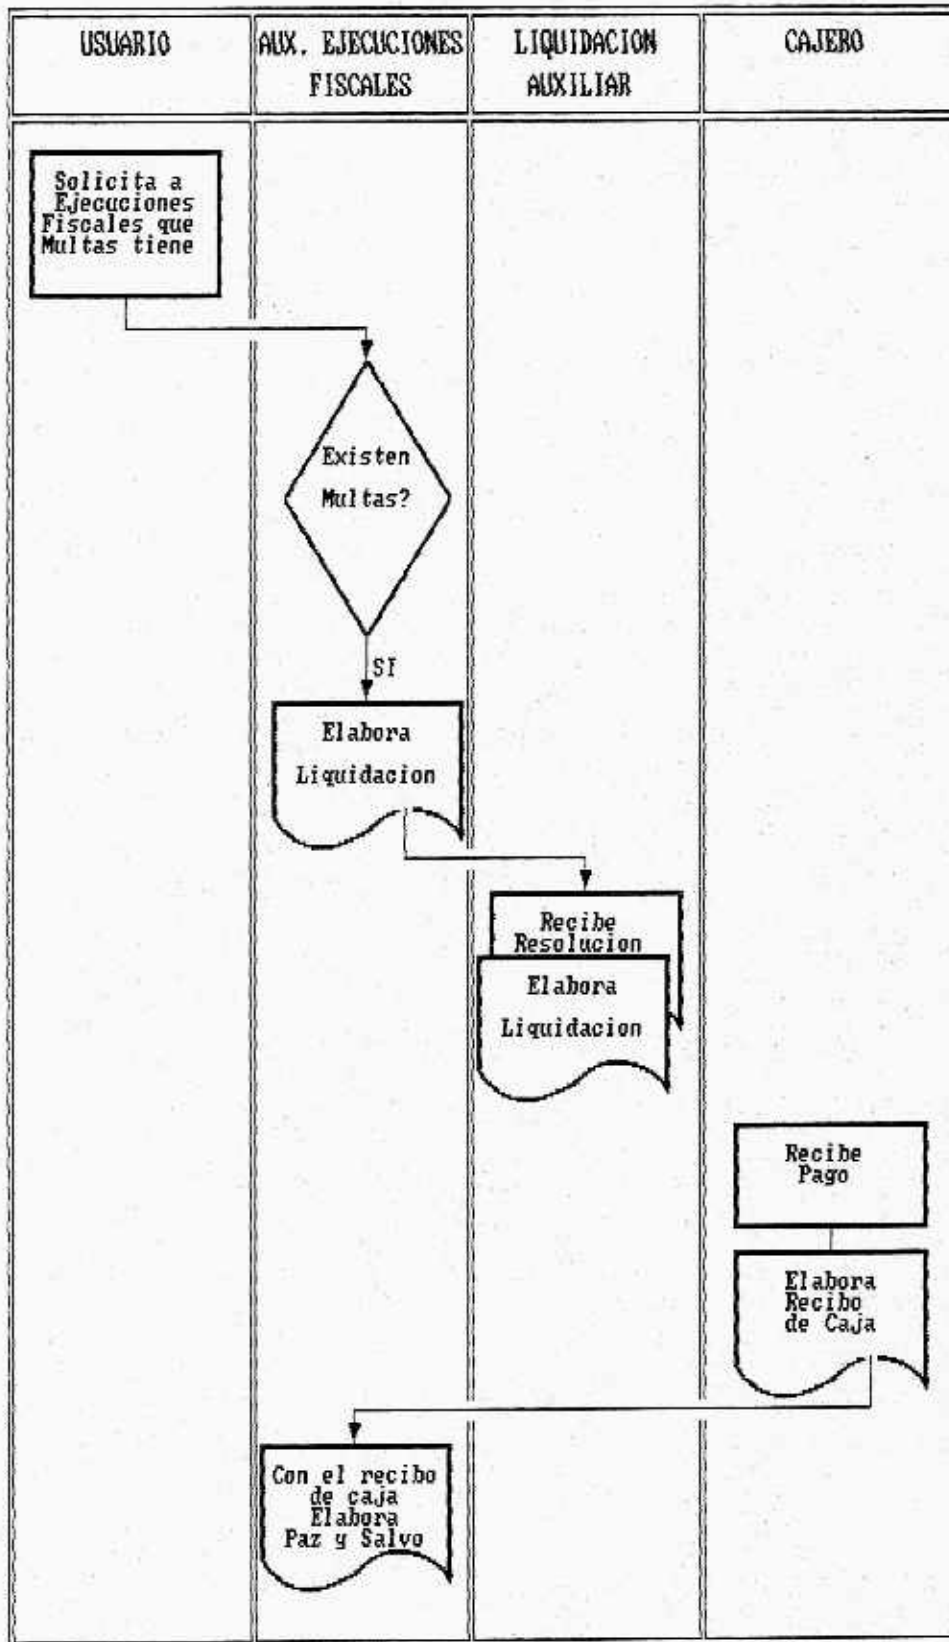 USUARIO
AUX. EJECUCIONES
FISCALES
LIQUIDACION
AUXILIAR
CAJERO
Solicita a
Ejecuciones
Fiscales que
Multas tiene
Existen
Multas?
SI
Elabora
Liquidacion
Recibe
Resolucion
Elabora
Liquidacion
Recibe
Pago
Elabora
Recibo
de Caja
Con el recibo
de caja
Elabora
Paz y Salvo